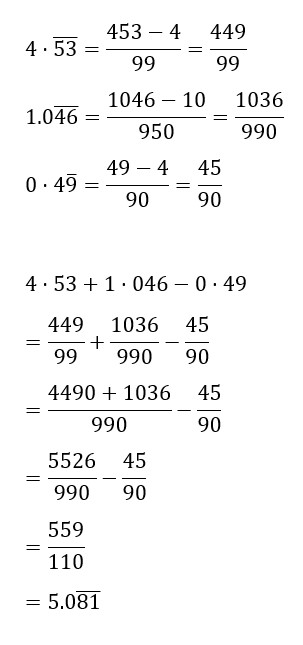 4 · 5̅3̅ = (453 − 4)/99 = 449/99
1.04̅6̅ = (1046 − 10)/950 = 1036/990
0 · 49̅ = (49 − 4)/90 = 45/90
4 · 53 + 1 · 046 − 0 · 49
= 449/99 + 1036/990 − 45/90
= (4490 + 1036)/990 − 45/90
= 5526/990 − 45/90
= 559/110
= 5.08̅1̅